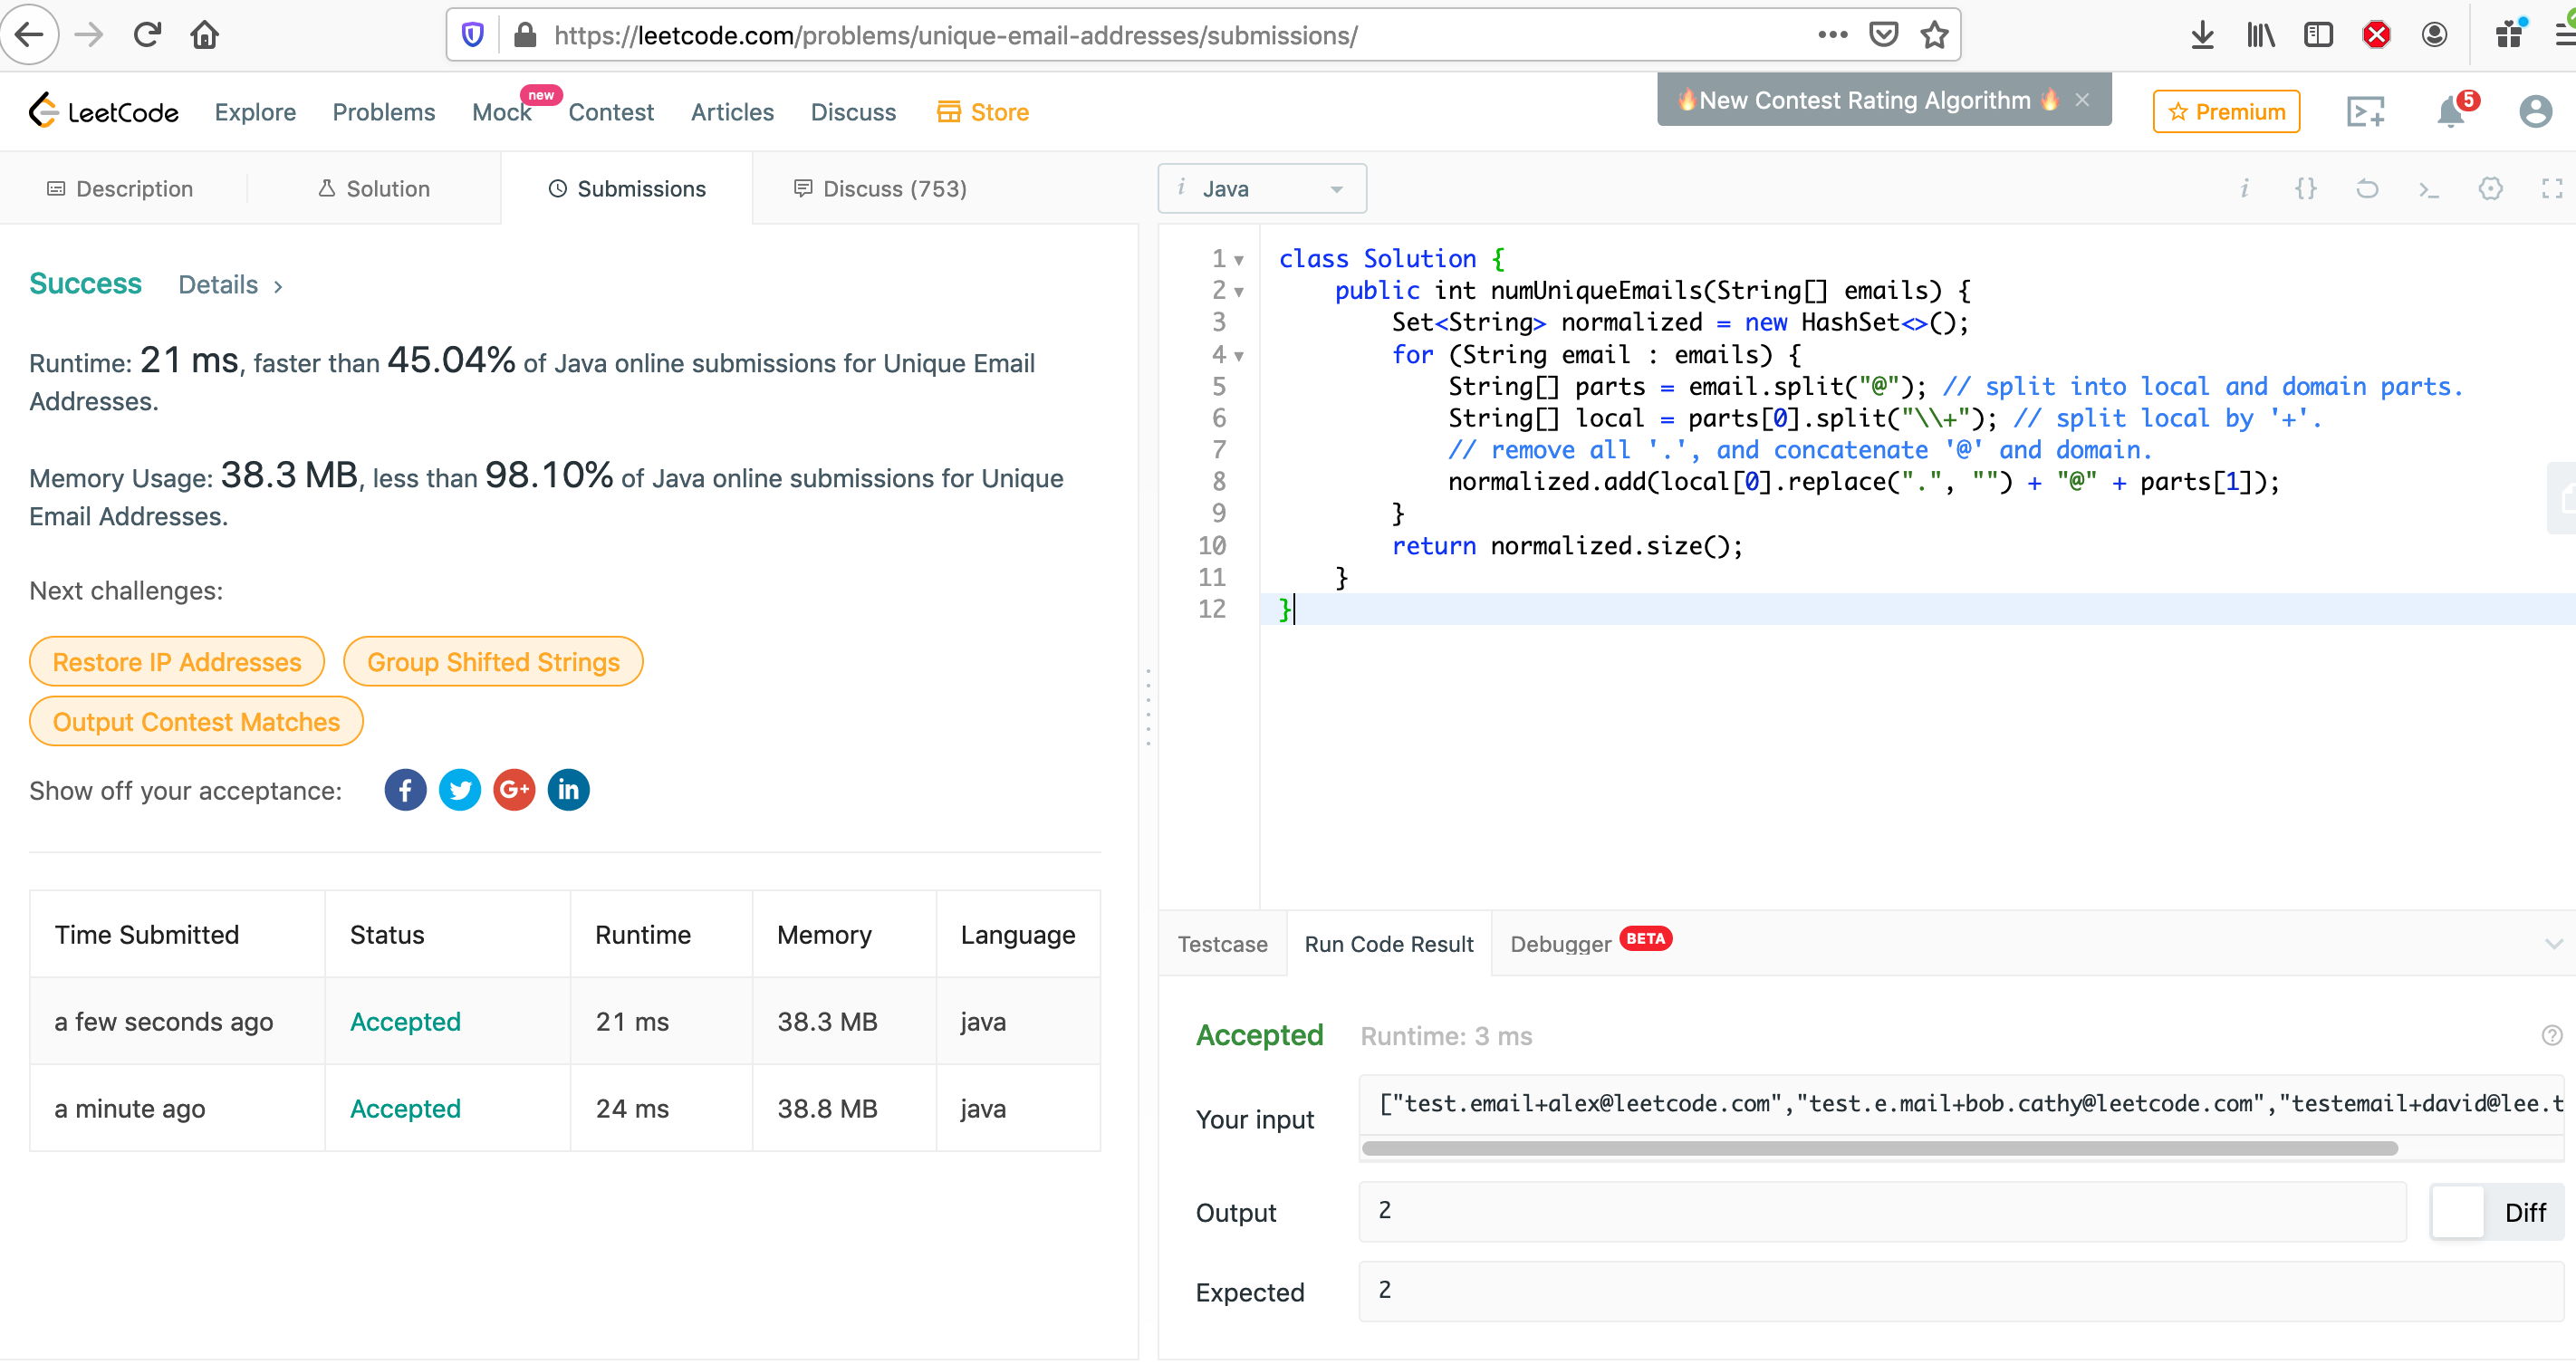 https://leetcode.com/problems/unique-email-addresses/submissions/
LeetCode Explore Problems Mock new Contest Articles Discuss Store
🔥New Contest Rating Algorithm🔥 ×
Premium
5
Description
Solution
Submissions
Discuss (753)
i Java
Success Details ›
Runtime: 21 ms, faster than 45.04% of Java online submissions for Unique Email
Addresses.
Memory Usage: 38.3 MB, less than 98.10% of Java online submissions for Unique
Email Addresses.
Next challenges:
Restore IP Addresses
Group Shifted Strings
Output Contest Matches
Show off your acceptance:
Time Submitted Status Runtime Memory Language
a few seconds ago Accepted 21 ms 38.3 MB java
a minute ago Accepted 24 ms 38.8 MB java
1 class Solution {
2     public int numUniqueEmails(String[] emails) {
3         Set<String> normalized = new HashSet<>();
4         for (String email : emails) {
5             String[] parts = email.split("@"); // split into local and domain parts.
6             String[] local = parts[0].split("\\+"); // split local by '+'.
7             // remove all '.', and concatenate '@' and domain.
8             normalized.add(local[0].replace(".", "") + "@" + parts[1]);
9         }
10         return normalized.size();
11     }
12 }
Testcase
Run Code Result
Debugger BETA
Accepted Runtime: 3 ms
Your input
["test.email+alex@leetcode.com","test.e.mail+bob.cathy@leetcode.com","testemail+david@lee.t
Output
2
Diff
Expected
2